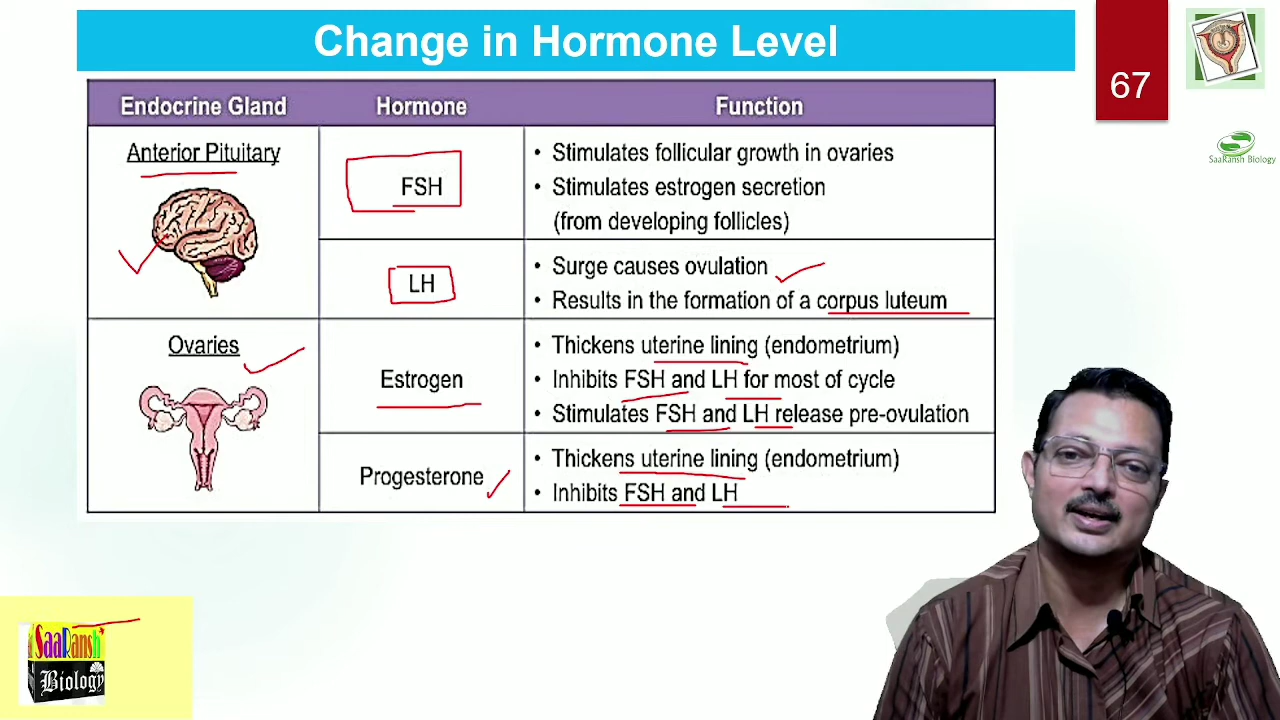 Change in Hormone Level
67
SaaRansh Biology
Endocrine Gland Hormone Function
Anterior Pituitary
FSH
• Stimulates follicular growth in ovaries
• Stimulates estrogen secretion
(from developing follicles)
LH
• Surge causes ovulation
• Results in the formation of a corpus luteum
Ovaries
Estrogen
• Thickens uterine lining (endometrium)
• Inhibits FSH and LH for most of cycle
• Stimulates FSH and LH release pre-ovulation
Progesterone
• Thickens uterine lining (endometrium)
• Inhibits FSH and LH
SaaRansh
Biology